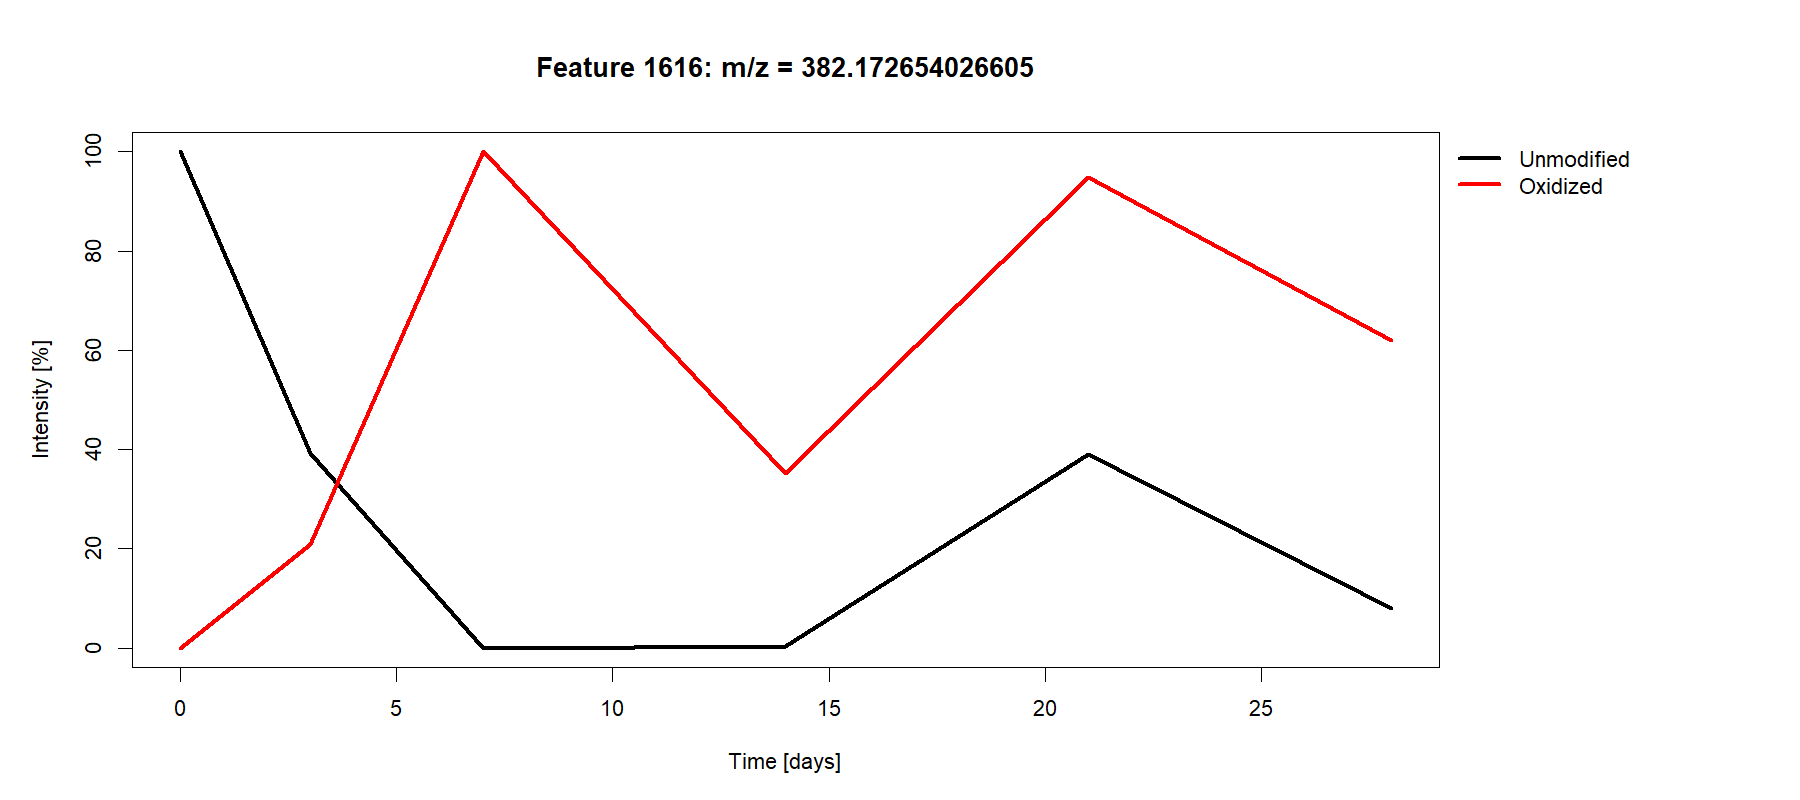 Feature 1616: m/z = 382.172654026605
Unmodified
Oxidized
Intensity [%]
100
80
60
40
20
0
0 5 10 15 20 25
Time [days]